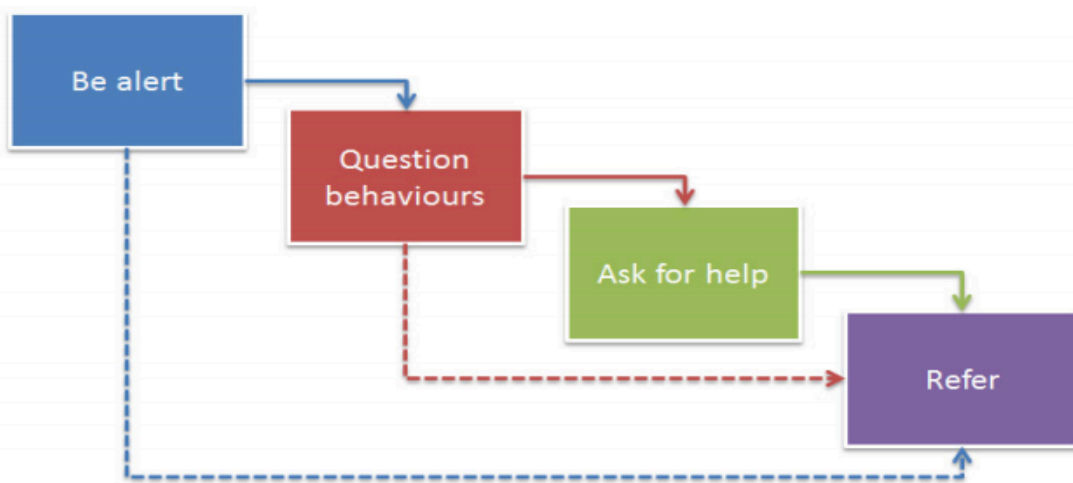 Be alert
Question
behaviours
Ask for help
Refer